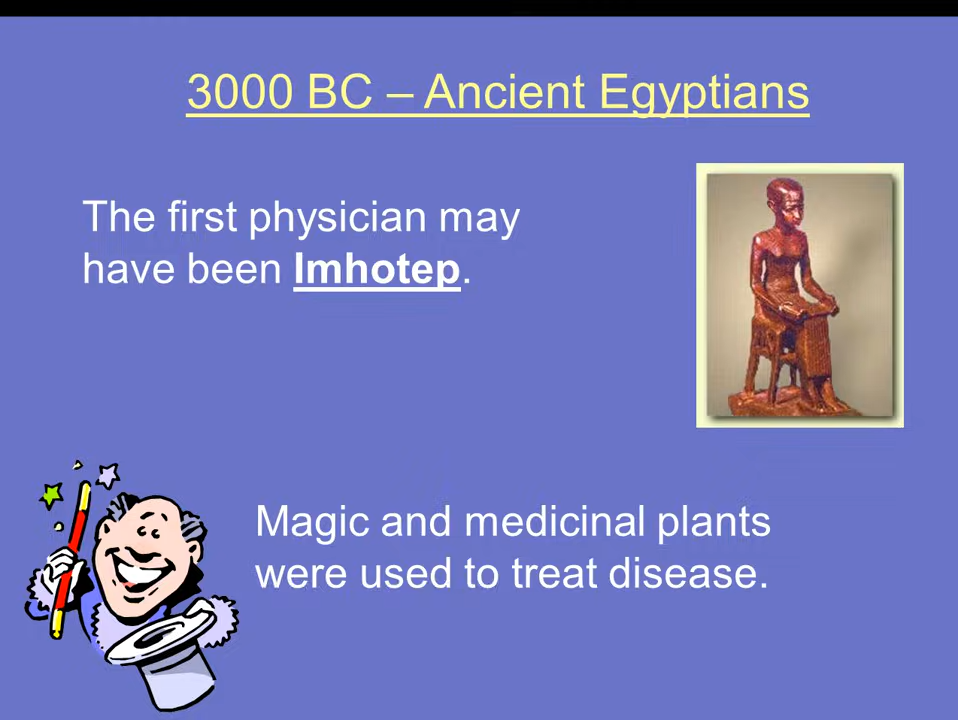 3000 BC – Ancient Egyptians
The first physician may
have been Imhotep.
Magic and medicinal plants
were used to treat disease.